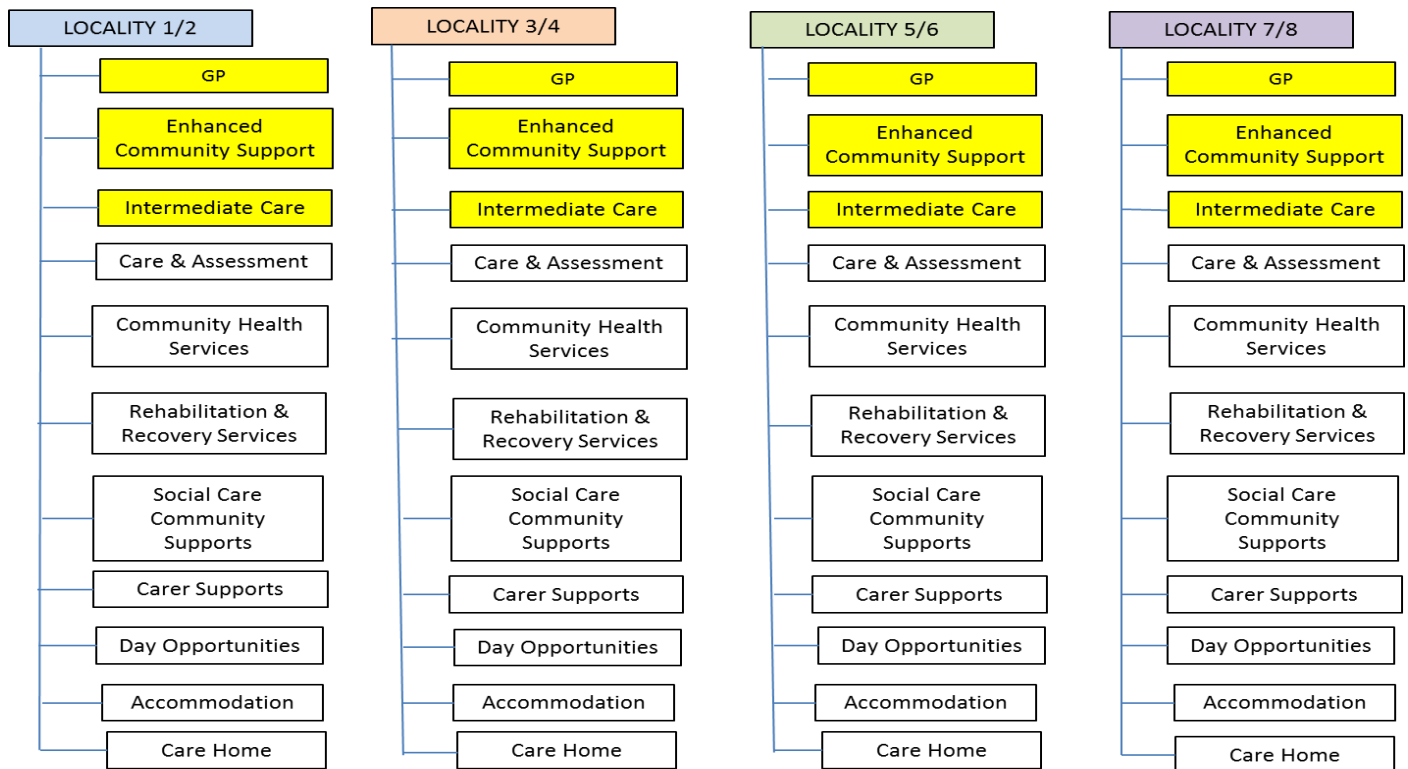 LOCALITY 1/2
GP
Enhanced
Community Support
Intermediate Care
Care & Assessment
Community Health
Services
Rehabilitation &
Recovery Services
Social Care
Community
Supports
Carer Supports
Day Opportunities
Accommodation
Care Home
LOCALITY 3/4
GP
Enhanced
Community Support
Intermediate Care
Care & Assessment
Community Health
Services
Rehabilitation &
Recovery Services
Social Care
Community
Supports
Carer Supports
Day Opportunities
Accommodation
Care Home
LOCALITY 5/6
GP
Enhanced
Community Support
Intermediate Care
Care & Assessment
Community Health
Services
Rehabilitation &
Recovery Services
Social Care
Community
Supports
Carer Supports
Day Opportunities
Accommodation
Care Home
LOCALITY 7/8
GP
Enhanced
Community Support
Intermediate Care
Care & Assessment
Community Health
Services
Rehabilitation &
Recovery Services
Social Care
Community
Supports
Carer Supports
Day Opportunities
Accommodation
Care Home